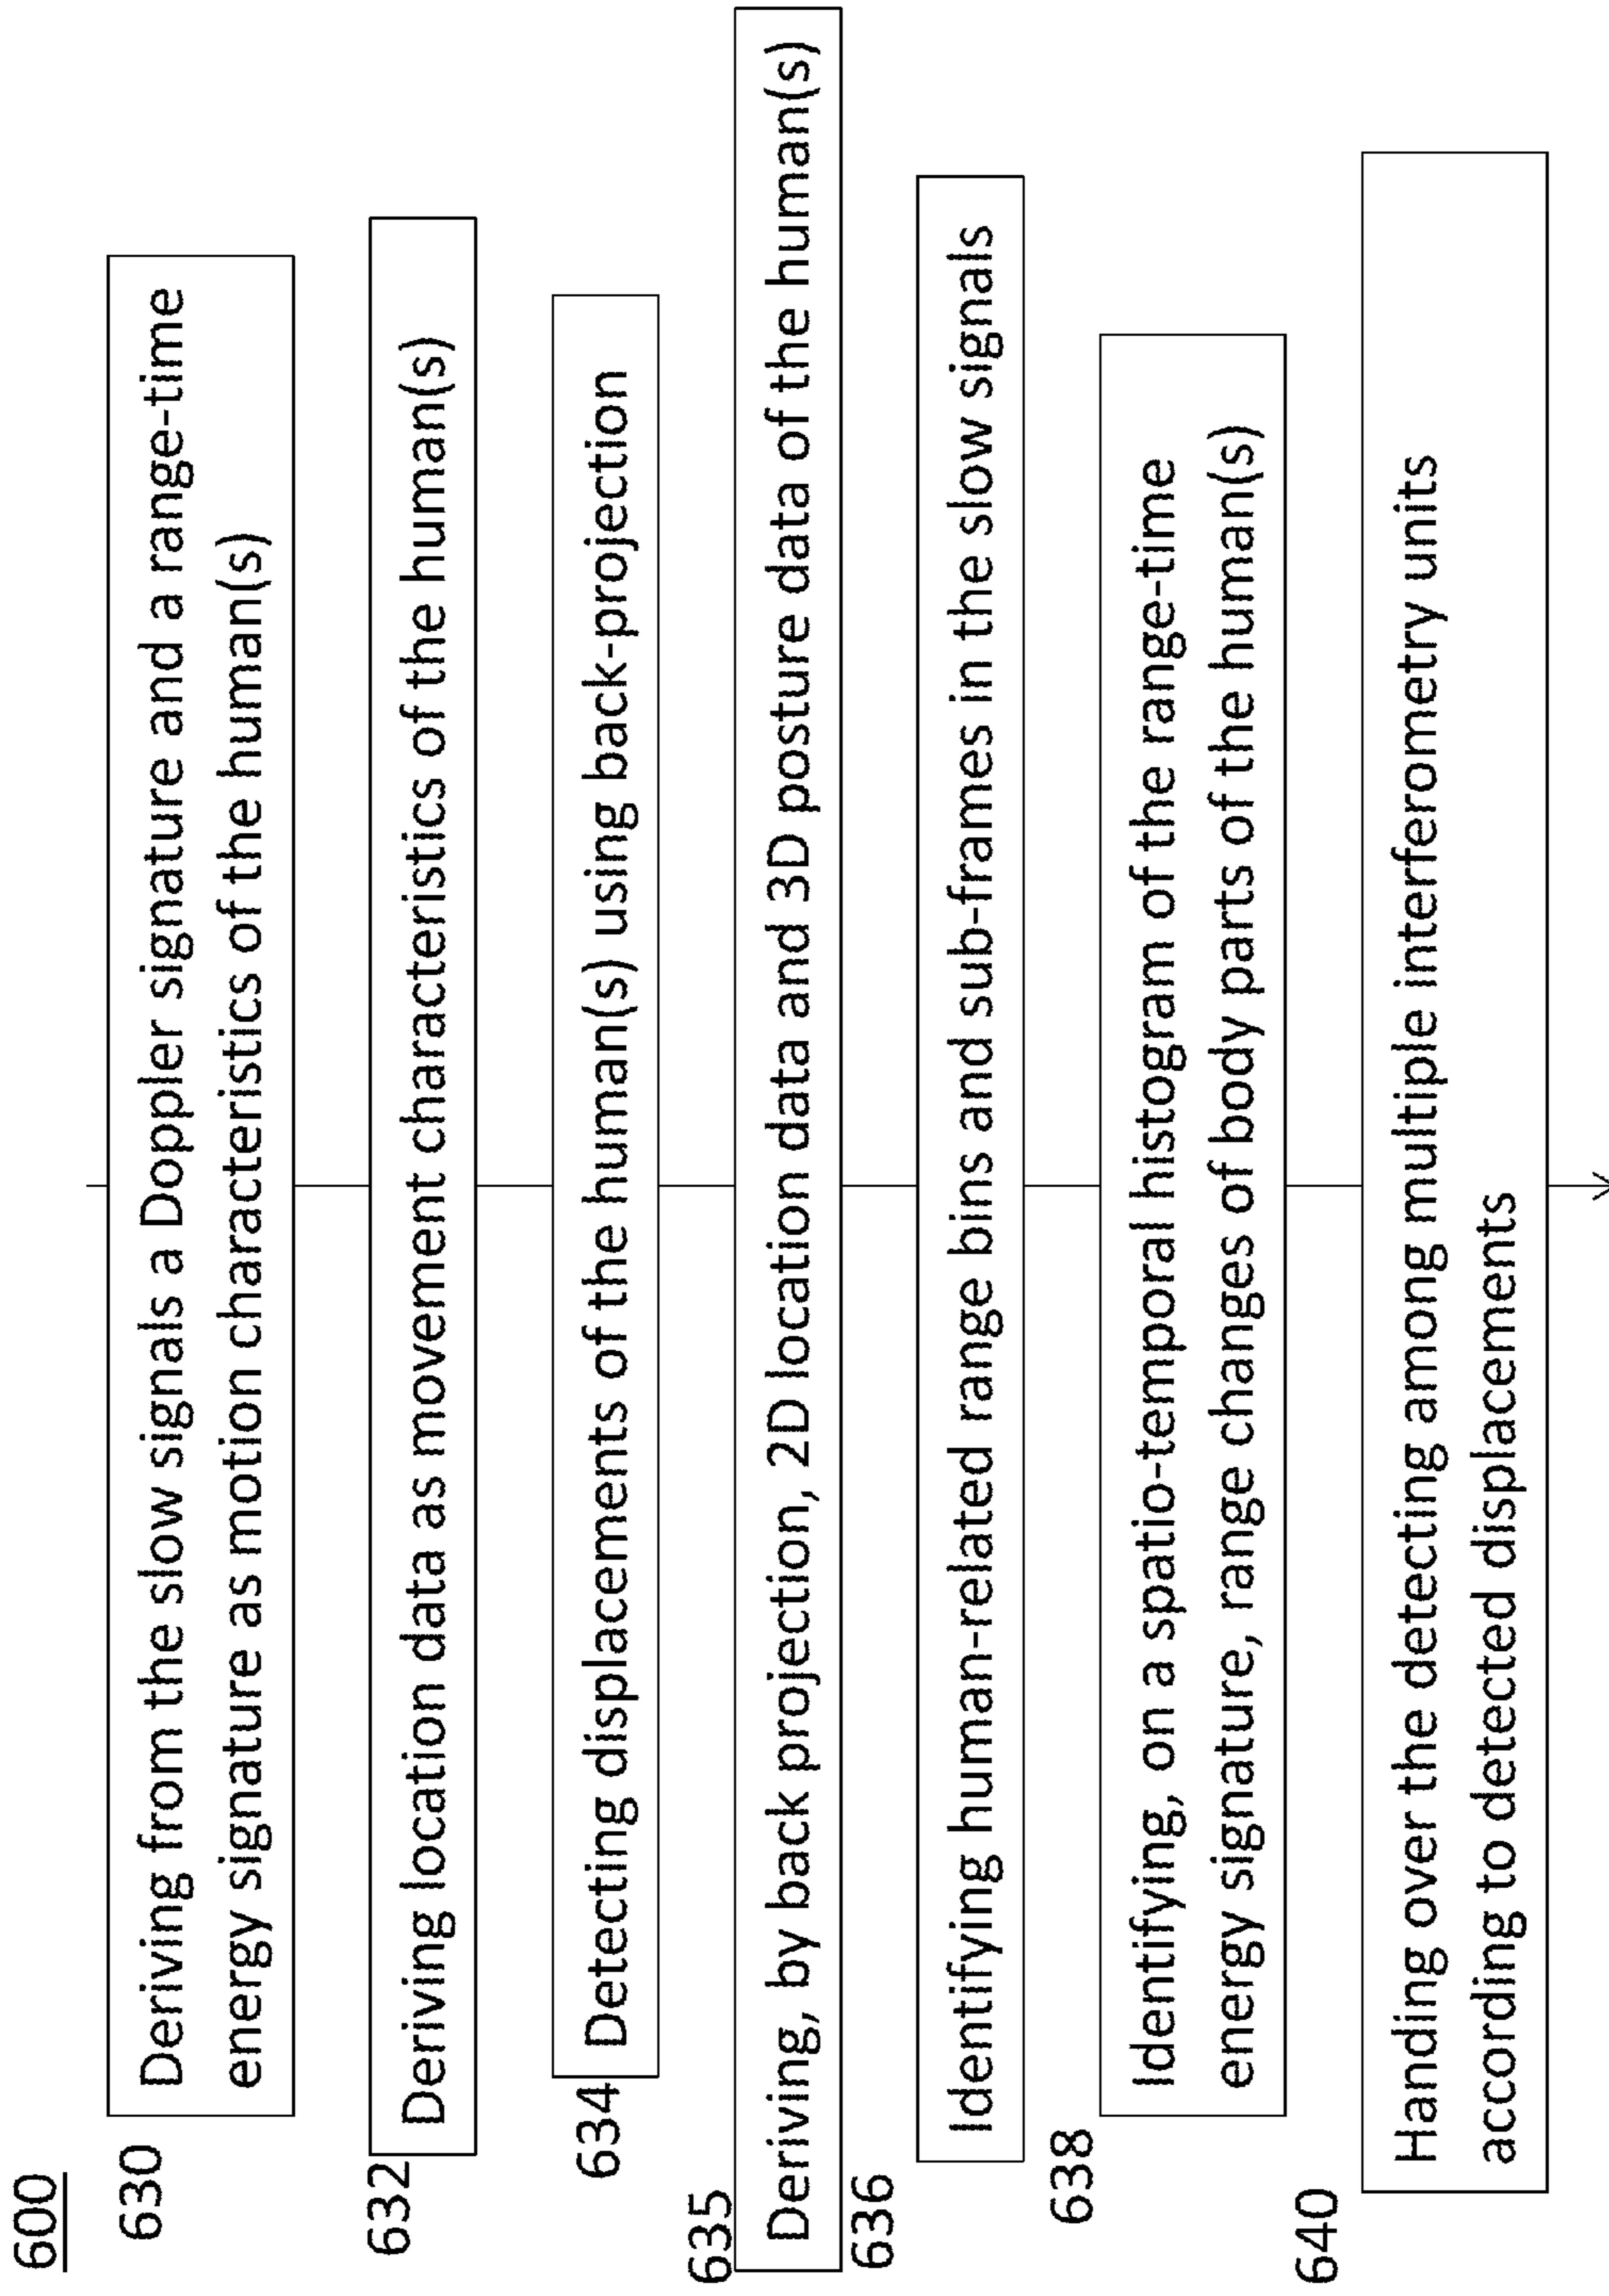 600
630
Deriving from the slow signals a Doppler signature and a range-time
energy signature as motion characteristics of the human(s)
632
Deriving location data as movement characteristics of the human(s)
634
Detecting displacements of the human(s) using back-projection
635
Deriving, by back projection, 2D location data and 3D posture data of the human(s)
636
Identifying human-related range bins and sub-frames in the slow signals
638
Identifying, on a spatio-temporal histogram of the range-time
energy signature, range changes of body parts of the human(s)
640
Handing over the detecting among multiple interferometry units
according to detected displacements